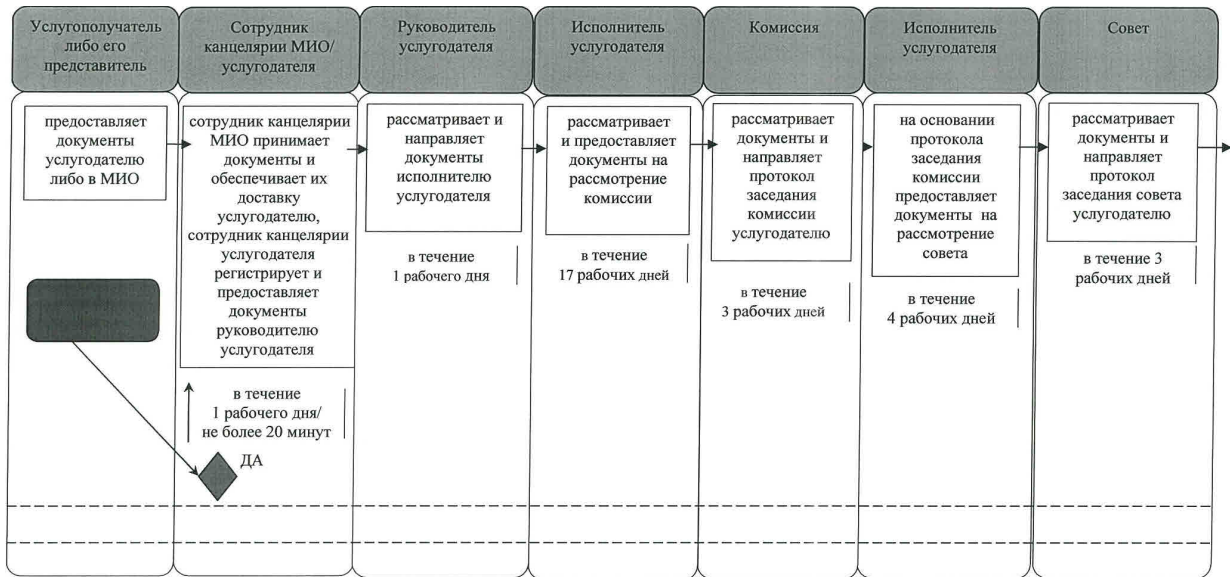 Услугополучатель
либо его
представитель
Сотрудник
канцелярии МИО/
услугодателя
Руководитель
услугодателя
Исполнитель
услугодателя
Комиссия
Исполнитель
услугодателя
Совет
предоставляет
документы
услугодателю
либо в МИО
сотрудник канцелярии
МИО принимает
документы и
обеспечивает их
доставку
услугодателю,
сотрудник канцелярии
услугодателя
регистрирует и
предоставляет
документы
руководителю
услугодателя
в течение
1 рабочего дня/
не более 20 минут
ДА
рассматривает и
направляет
документы
исполнителю
услугодателя
в течение
1 рабочего дня
рассматривает
и предоставляет
документы на
рассмотрение
комиссии
в течение
17 рабочих дней
рассматривает
документы и
направляет
протокол
заседания
комиссии
услугодателю
в течение
3 рабочих дней
на основании
протокола
заседания
комиссии
предоставляет
документы на
рассмотрение
совета
в течение
4 рабочих дней
рассматривает
документы и
направляет
протокол
заседания совета
услугодателю
в течение 3
рабочих дней